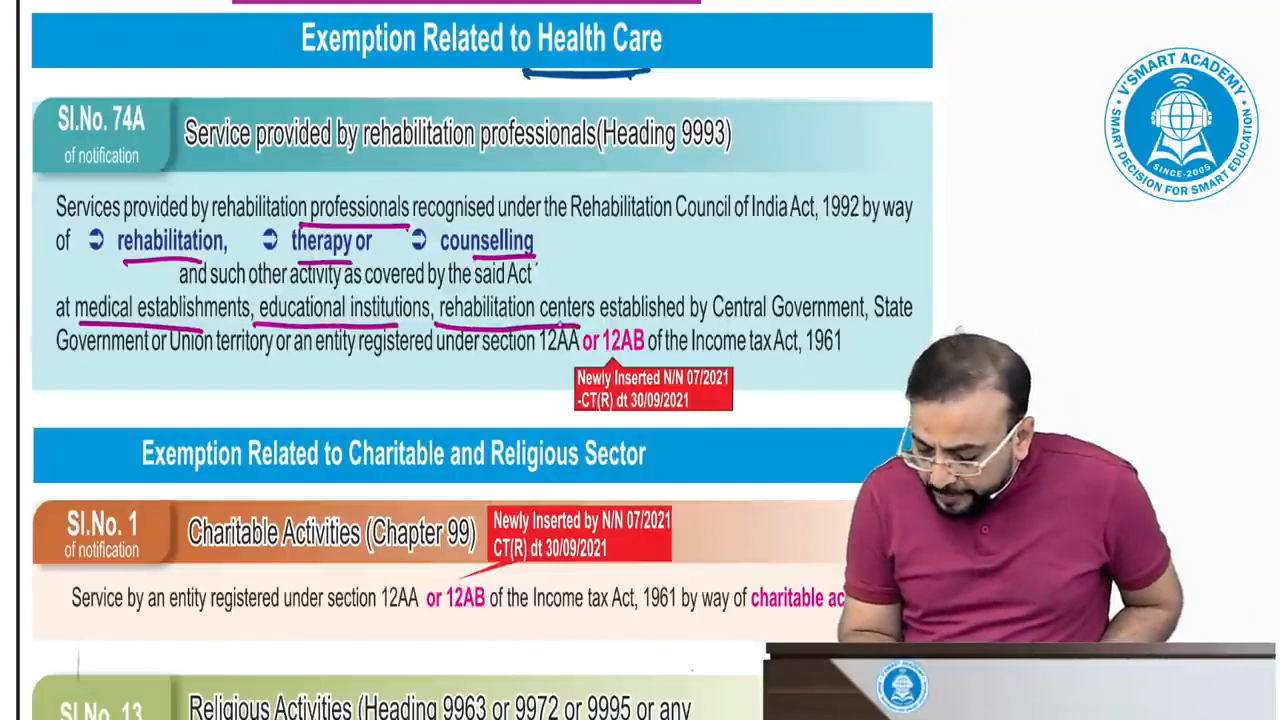 Exemption Related to Health Care
Sl.No. 74A
of notification
Service provided by rehabilitation professionals(Heading 9993)
Services provided by rehabilitation professionals recognised under the Rehabilitation Council of India Act, 1992 by way
of ➲ rehabilitation, ➲ therapy or ➲ counselling
and such other activity as covered by the said Act
at medical establishments, educational institutions, rehabilitation centers established by Central Government, State
Government or Union territory or an entity registered under section 12AA or 12AB of the Income tax Act, 1961
Newly Inserted N/N 07/2021
-CT(R) dt 30/09/2021
Exemption Related to Charitable and Religious Sector
Sl.No. 1
of notification
Charitable Activities (Chapter 99)
Newly Inserted by N/N 07/2021
CT(R) dt 30/09/2021
Service by an entity registered under section 12AA or 12AB of the Income tax Act, 1961 by way of charitable ac
Sl.No. 13
Religious Activities (Heading 9963 or 9972 or 9995 or any
V'SMART ACADEMY
SINCE-2005
SMART DECISION FOR SMART EDUCATION